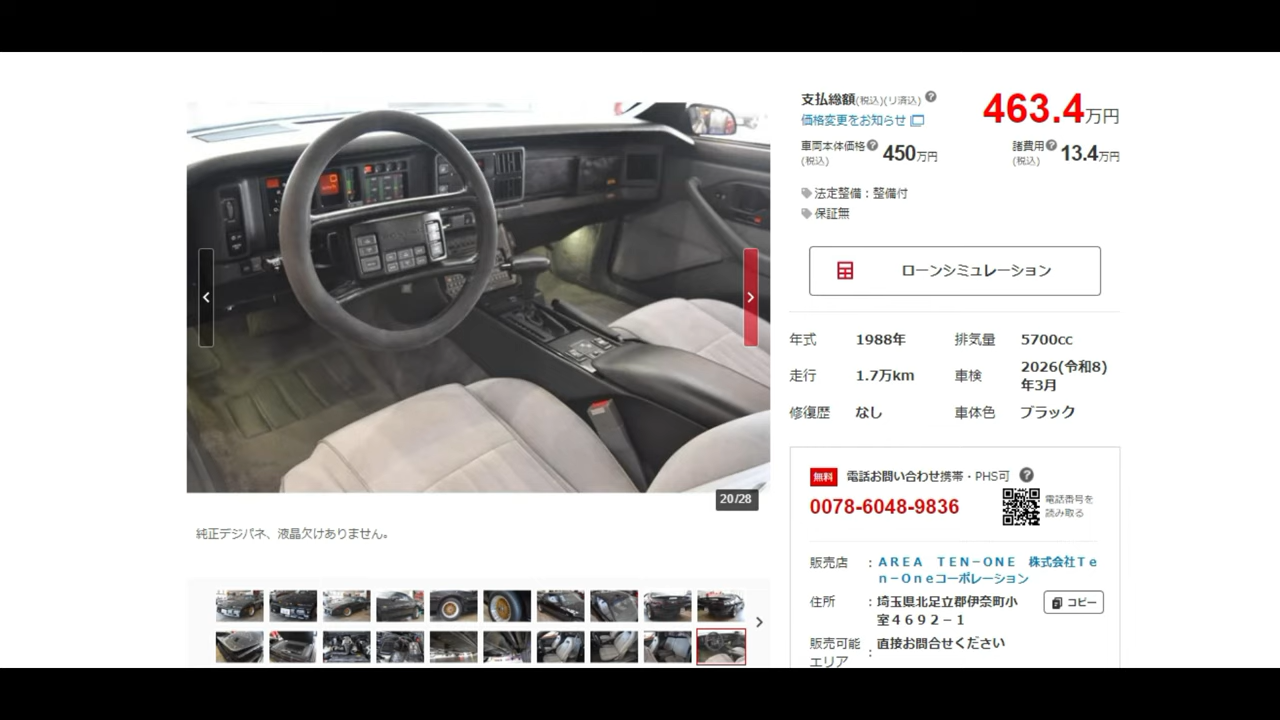 支払総額(税込)(リ済込)
463.4万円
価格変更をお知らせ
車両本体価格
(税込)
450万円
諸費用
(税込)
13.4万円
法定整備：整備付
保証無
ローンシミュレーション
年式 1988年 排気量 5700cc
走行 1.7万km 車検 2026(令和8)
年3月
修復歴 なし 車体色 ブラック
20/28
純正デジパネ、液晶欠けありません。
無料 電話お問い合わせ携帯・PHS可
0078-6048-9836
電話番号を
読み取る
販売店 ： ＡＲＥＡ　ＴＥＮ−ＯＮＥ　株式会社Ｔｅ
ｎ−Ｏｎｅコーポレーション
住所 ： 埼玉県北足立郡伊奈町小
室４６９２−１
コピー
販売可能
エリア ： 直接お問合せください